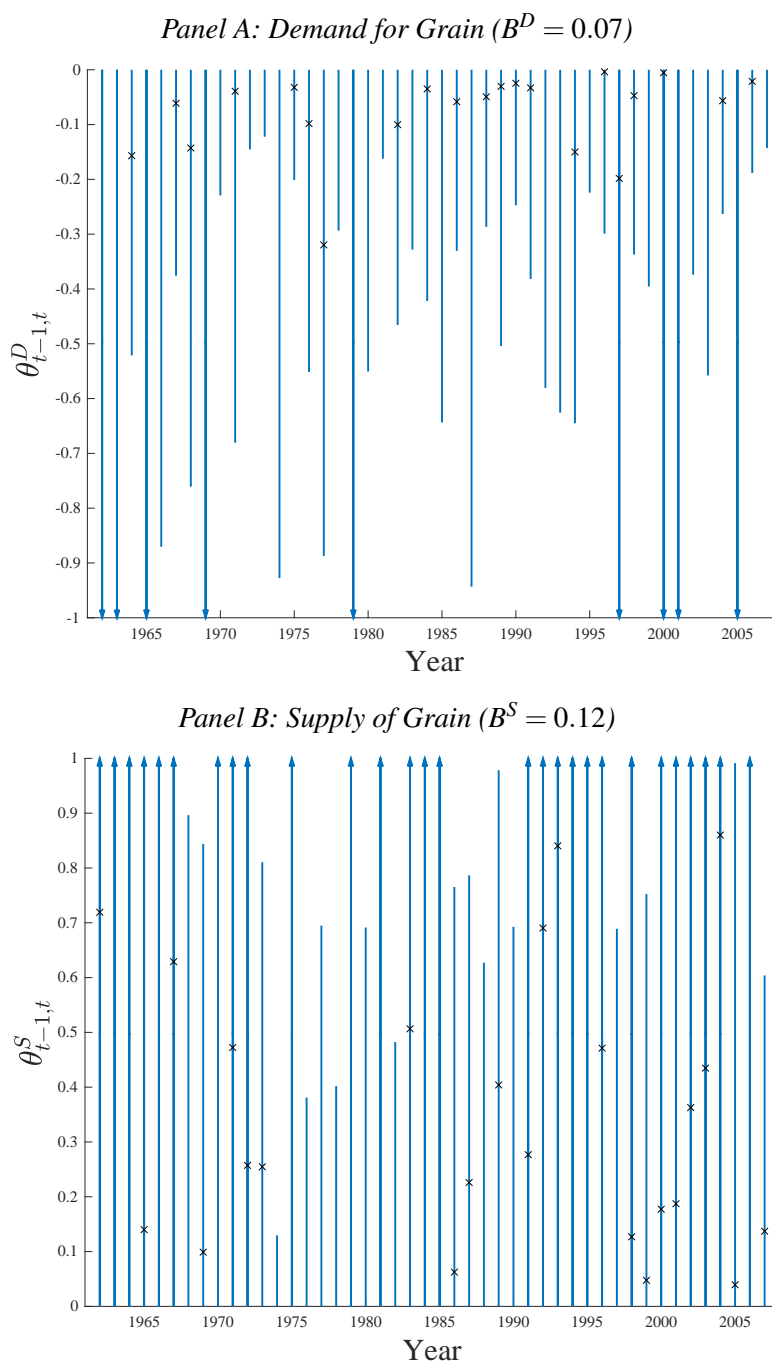 Panel A: Demand for Grain (B^D = 0.07)
0
-0.1
-0.2
-0.3
-0.4
-0.5
-0.6
-0.7
-0.8
-0.9
-1
θ^D_{t−1,t}
1965 1970 1975 1980 1985 1990 1995 2000 2005
Year
Panel B: Supply of Grain (B^S = 0.12)
1
0.9
0.8
0.7
0.6
0.5
0.4
0.3
0.2
0.1
0
θ^S_{t−1,t}
1965 1970 1975 1980 1985 1990 1995 2000 2005
Year